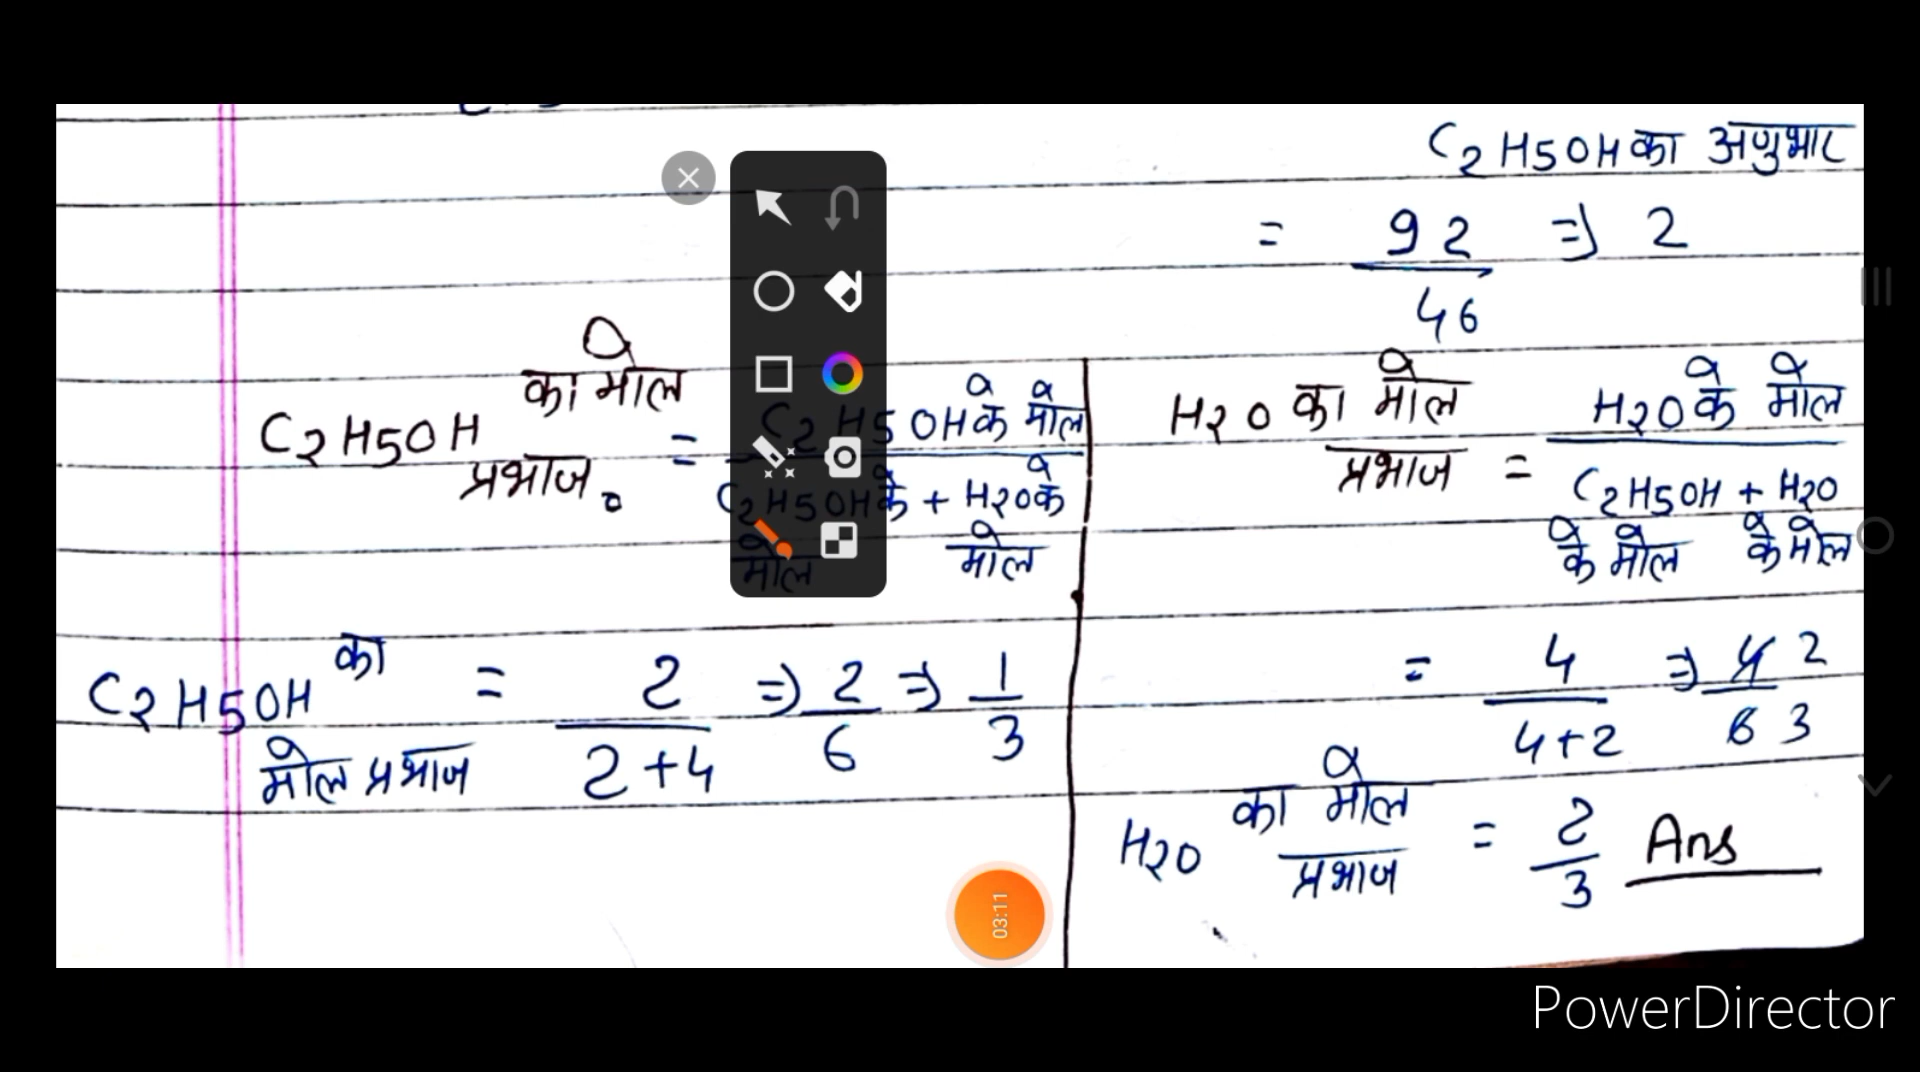 C2H5OH का अणुभार
= 92 => 2
46
C2H5OH का मोल प्रभाज. = C2H5OH के मोल
C2H5OH के + H2O के
मोल मोल
H2O का मोल प्रभाज = H2O के मोल
C2H5OH + H2O
के मोल के मोल
C2H5OH का मोल प्रभाज = 2 => 2 => 1
2+4 6 3
= 4 => 4 2
4+2 6 3
H2O का मोल प्रभाज = 2 Ans
3
03:11
PowerDirector